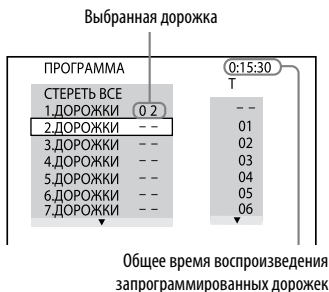 Выбранная дорожка
ПРОГРАММА 0:15:30
T
СТЕРЕТЬ ВСЕ
1.ДОРОЖКИ 0 2 – –
2.ДОРОЖКИ – – 01
3.ДОРОЖКИ – – 02
4.ДОРОЖКИ – – 03
5.ДОРОЖКИ – – 04
6.ДОРОЖКИ – – 05
7.ДОРОЖКИ – – 06
Общее время воспроизведения
запрограммированных дорожек